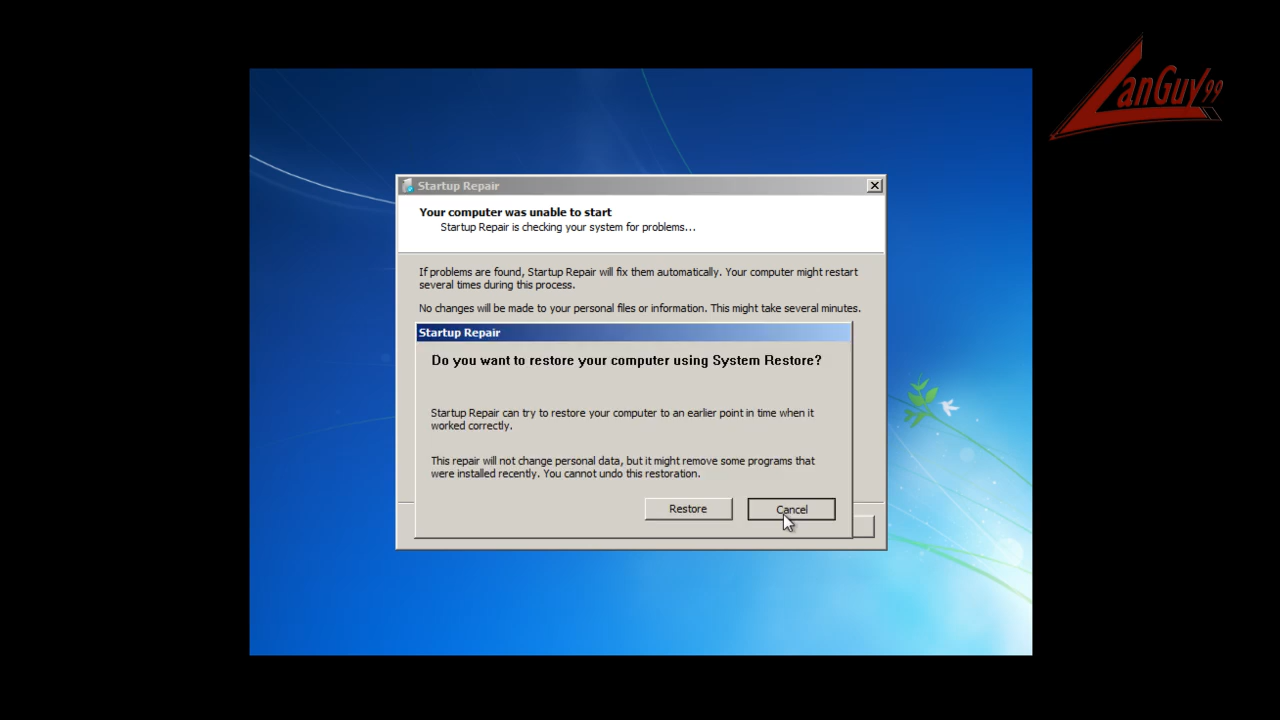 LanGuy99
Startup Repair
Your computer was unable to start
Startup Repair is checking your system for problems...
If problems are found, Startup Repair will fix them automatically. Your computer might restart
several times during this process.
No changes will be made to your personal files or information. This might take several minutes.
Startup Repair
Do you want to restore your computer using System Restore?
Startup Repair can try to restore your computer to an earlier point in time when it
worked correctly.
This repair will not change personal data, but it might remove some programs that
were installed recently. You cannot undo this restoration.
Restore
Cancel